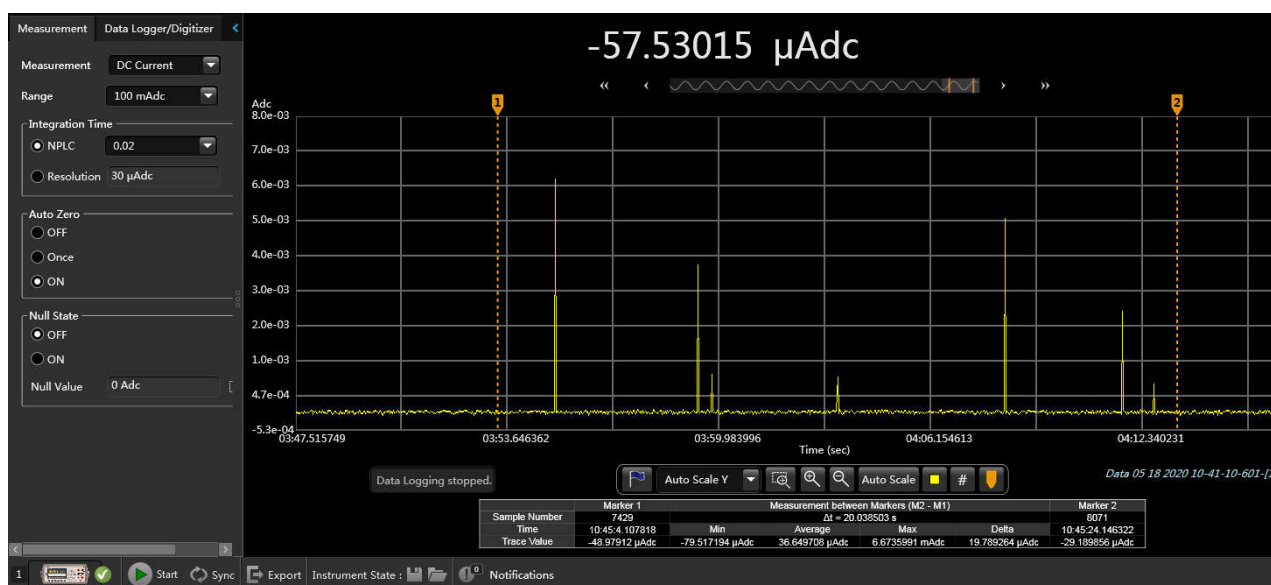 Measurement Data Logger/Digitizer <
Measurement DC Current
Range 100 mAdc
Integration Time
NPLC 0.02
Resolution 30 µAdc
Auto Zero
OFF
Once
ON
Null State
OFF
ON
Null Value 0 Adc
-57.53015 µAdc
« ‹ › »
Adc
1 2
8.0e-03
7.0e-03
6.0e-03
5.0e-03
4.0e-03
3.0e-03
2.0e-03
1.0e-03
4.7e-04
-5.3e-04
03:47.515749 03:53.646362 03:59.983996 04:06.154613 04:12.340231
Time (sec)
Data Logging stopped. Auto Scale Y Auto Scale # Data 05 18 2020 10-41-10-601-[
Marker 1 Measurement between Markers (M2 - M1) Marker 2
Sample Number 7429 Δt = 20.038503 s 8071
Time 10:45:4.107818 Min Average Max Delta 10:45:24.146322
Trace Value -48.97912 µAdc -79.517194 µAdc 36.649708 µAdc 6.6735991 mAdc 19.789264 µAdc -29.189856 µAdc
1 Start Sync Export Instrument State : 0 Notifications